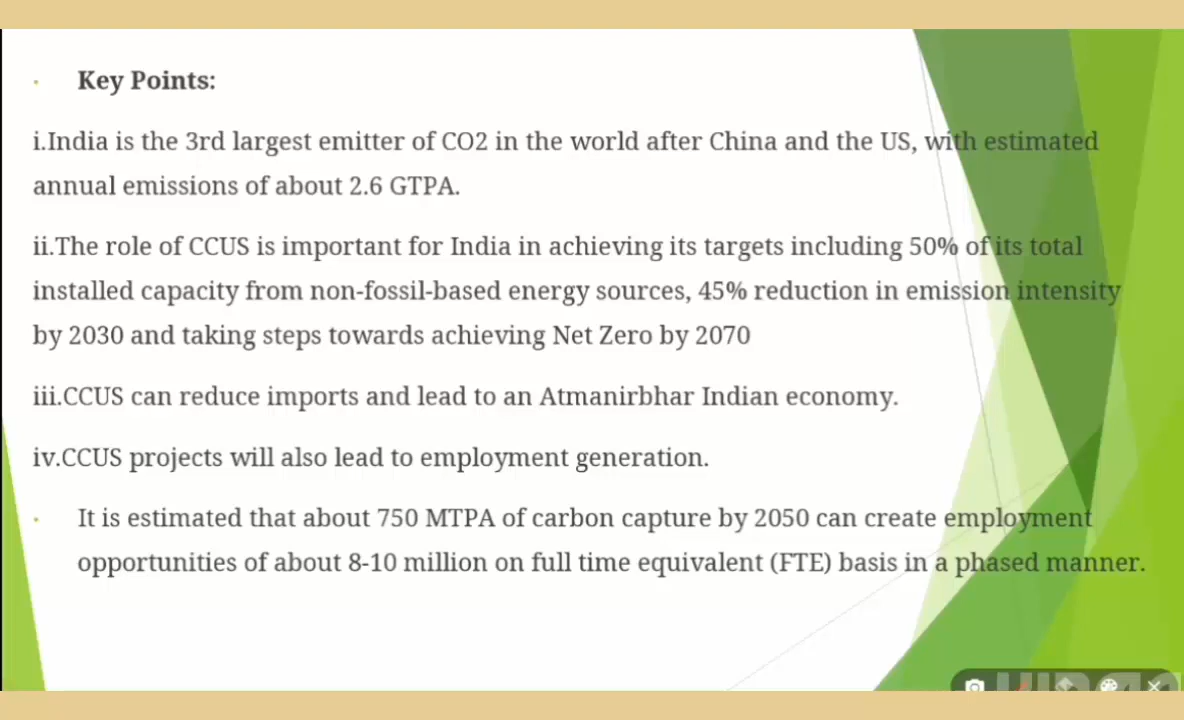 Key Points:
i.India is the 3rd largest emitter of CO2 in the world after China and the US, with estimated
annual emissions of about 2.6 GTPA.
ii.The role of CCUS is important for India in achieving its targets including 50% of its total
installed capacity from non-fossil-based energy sources, 45% reduction in emission intensity
by 2030 and taking steps towards achieving Net Zero by 2070
iii.CCUS can reduce imports and lead to an Atmanirbhar Indian economy.
iv.CCUS projects will also lead to employment generation.
It is estimated that about 750 MTPA of carbon capture by 2050 can create employment
opportunities of about 8-10 million on full time equivalent (FTE) basis in a phased manner.